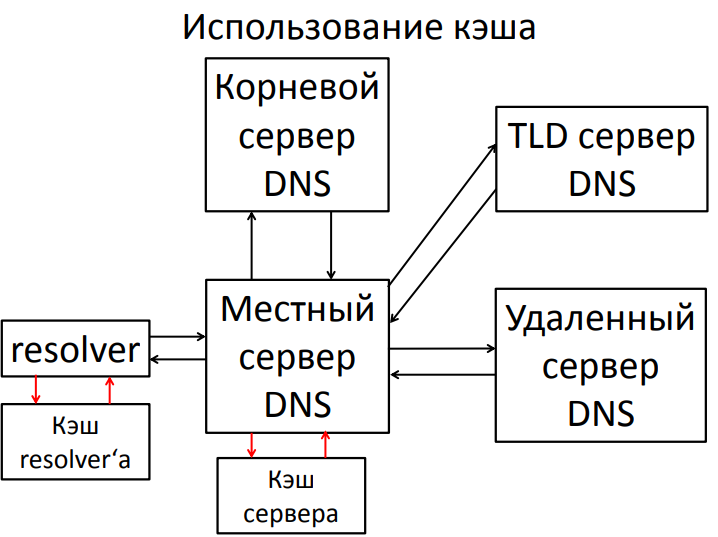 Использование кэша
Корневой
сервер
DNS
TLD сервер
DNS
Местный
сервер
DNS
Удаленный
сервер
DNS
resolver
Кэш
resolver‘а
Кэш
сервера